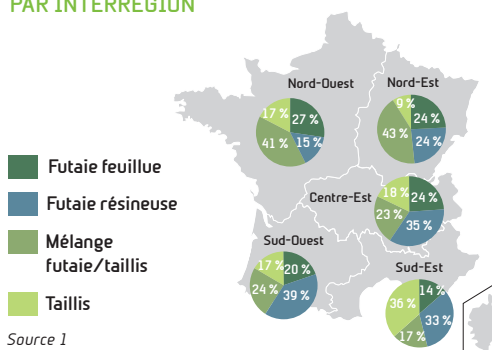 PAR INTERRÉGION
Nord-Ouest
17 %
27 %
41 %
15 %
Nord-Est
9 %
24 %
43 %
24 %
Futaie feuillue
Futaie résineuse
Mélange
futaie/taillis
Taillis
Source 1
Centre-Est
18 %
24 %
23 %
35 %
Sud-Ouest
17 %
20 %
24 %
39 %
Sud-Est
14 %
36 %
33 %
17 %